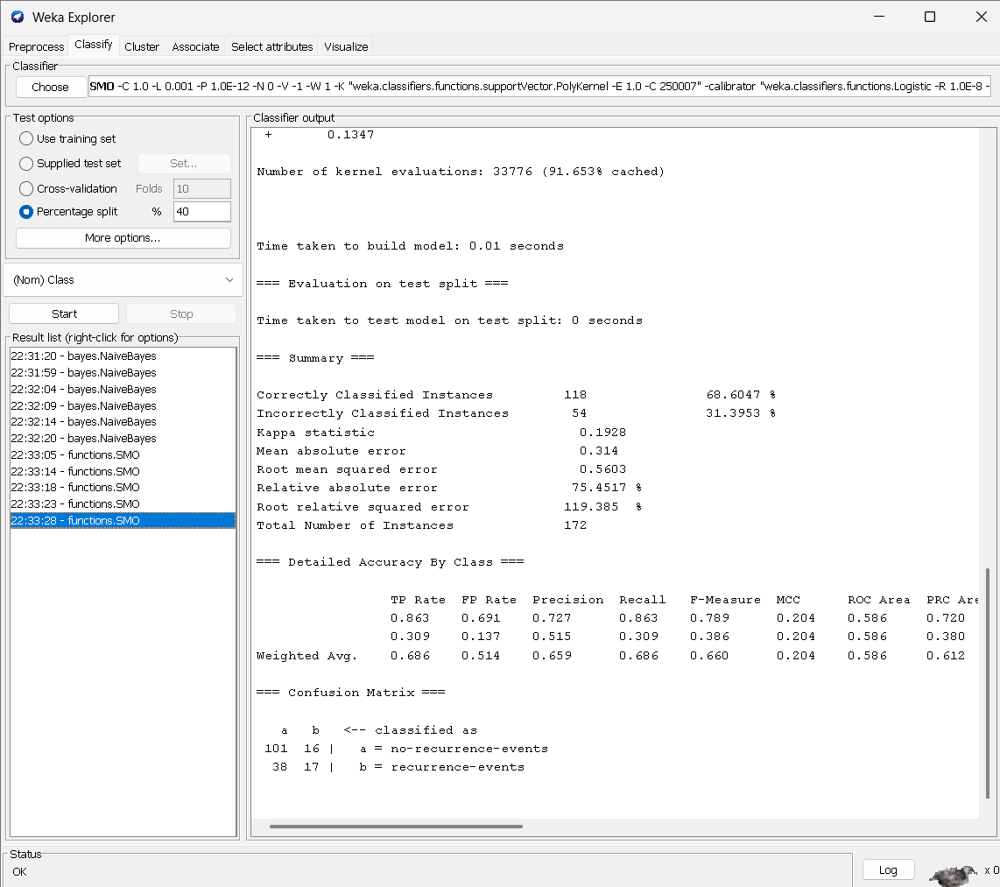 Weka Explorer
Preprocess Classify Cluster Associate Select attributes Visualize
Classifier
Choose SMO -C 1.0 -L 0.001 -P 1.0E-12 -N 0 -V -1 -W 1 -K "weka.classifiers.functions.supportVector.PolyKernel -E 1.0 -C 250007" -calibrator "weka.classifiers.functions.Logistic -R 1.0E-8 -
Test options
Use training set
Supplied test set Set...
Cross-validation Folds 10
Percentage split % 40
More options...
(Nom) Class
Start Stop
Result list (right-click for options)
22:31:20 - bayes.NaiveBayes
22:31:59 - bayes.NaiveBayes
22:32:04 - bayes.NaiveBayes
22:32:09 - bayes.NaiveBayes
22:32:14 - bayes.NaiveBayes
22:32:20 - bayes.NaiveBayes
22:33:05 - functions.SMO
22:33:14 - functions.SMO
22:33:18 - functions.SMO
22:33:23 - functions.SMO
22:33:28 - functions.SMO
Classifier output
+ 0.1347
Number of kernel evaluations: 33776 (91.653% cached)
Time taken to build model: 0.01 seconds
=== Evaluation on test split ===
Time taken to test model on test split: 0 seconds
=== Summary ===
Correctly Classified Instances 118 68.6047 %
Incorrectly Classified Instances 54 31.3953 %
Kappa statistic 0.1928
Mean absolute error 0.314
Root mean squared error 0.5603
Relative absolute error 75.4517 %
Root relative squared error 119.385 %
Total Number of Instances 172
=== Detailed Accuracy By Class ===
TP Rate FP Rate Precision Recall F-Measure MCC ROC Area PRC Are
0.863 0.691 0.727 0.863 0.789 0.204 0.586 0.720
0.309 0.137 0.515 0.309 0.386 0.204 0.586 0.380
Weighted Avg. 0.686 0.514 0.659 0.686 0.660 0.204 0.586 0.612
=== Confusion Matrix ===
a b <-- classified as
101 16 | a = no-recurrence-events
38 17 | b = recurrence-events
Status
OK
Log x 0